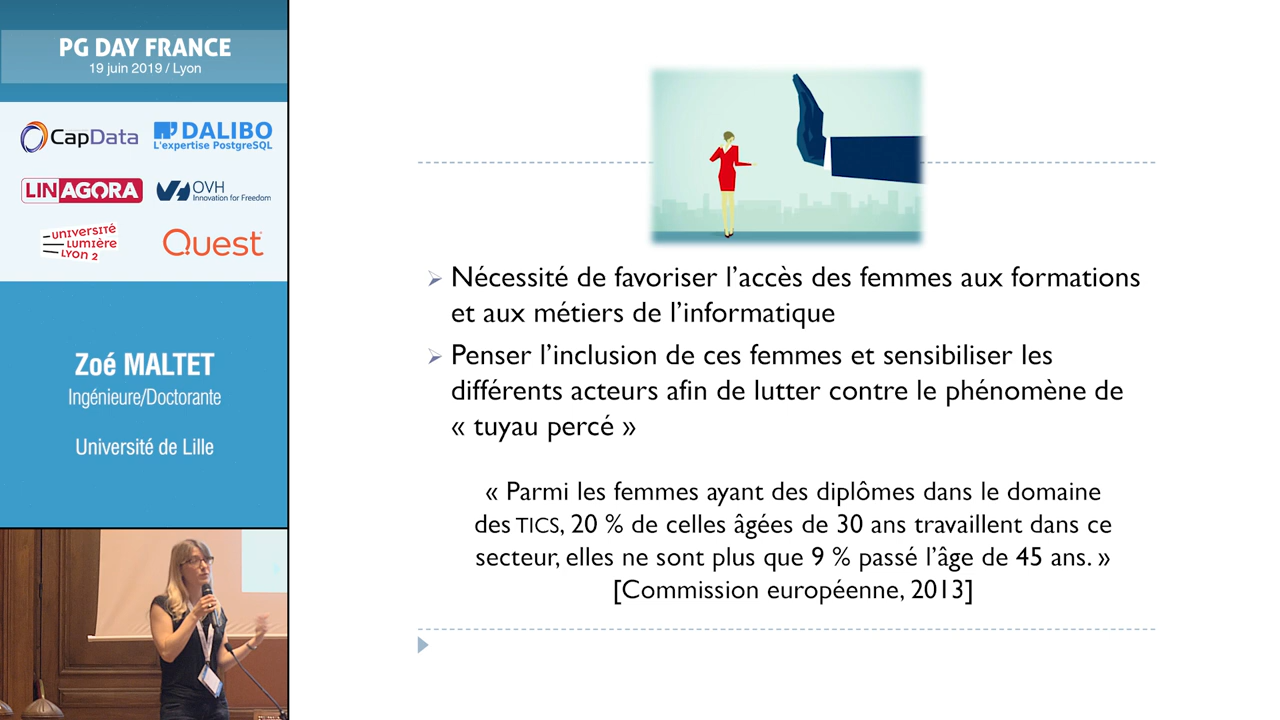 PG DAY FRANCE
19 juin 2019 / Lyon
CapData
DALIBO
L'expertise PostgreSQL
LINAGORA
OVH
Innovation for Freedom
UNIVERSITÉ
LUMIÈRE
LYON 2
Quest
Zoé MALTET
Ingénieure/Doctorante
Université de Lille
Nécessité de favoriser l’accès des femmes aux formations
et aux métiers de l’informatique
Penser l’inclusion de ces femmes et sensibiliser les
différents acteurs afin de lutter contre le phénomène de
« tuyau percé »
« Parmi les femmes ayant des diplômes dans le domaine
des TICS, 20 % de celles âgées de 30 ans travaillent dans ce
secteur, elles ne sont plus que 9 % passé l’âge de 45 ans. »
[Commission européenne, 2013]